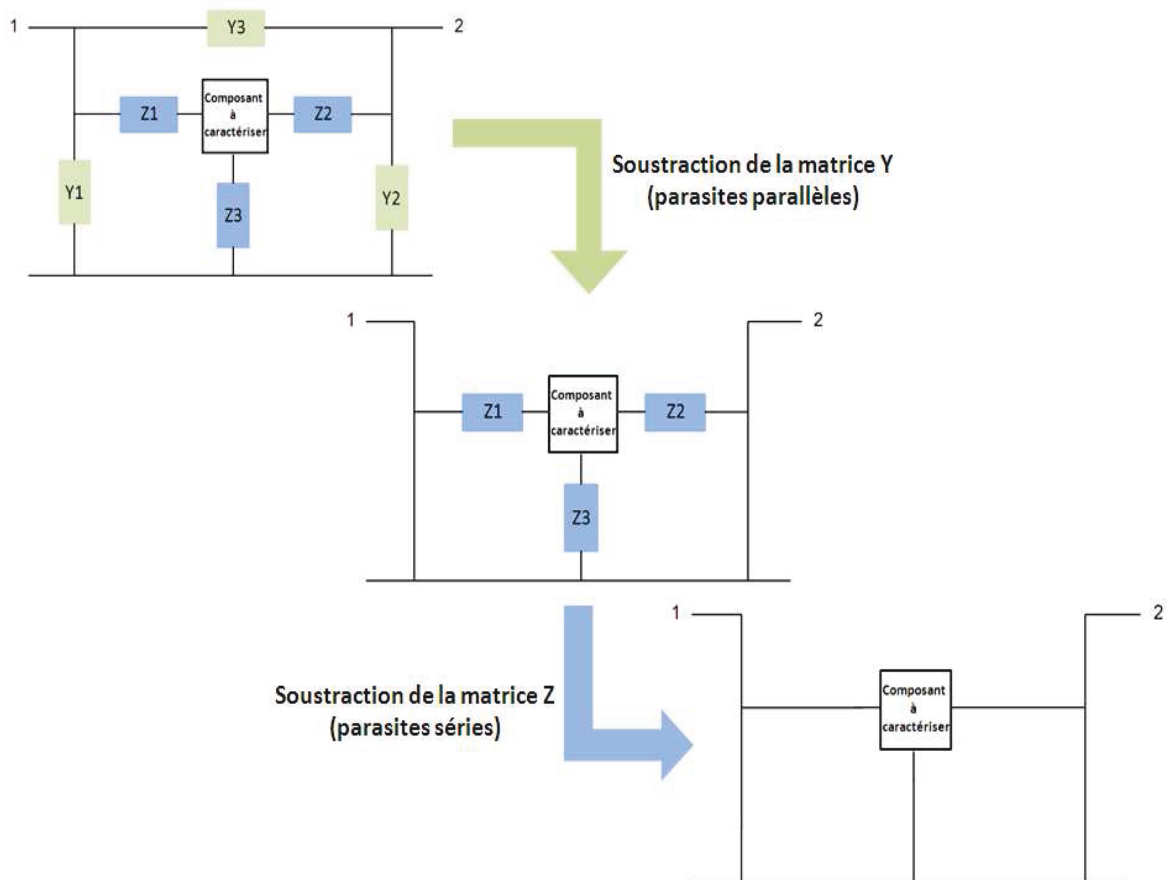 1
Y3
2
Z1
Composant
à
caractériser
Z2
Y1
Z3
Y2
Soustraction de la matrice Y
(parasites parallèles)
1
2
Z1
Composant
à
caractériser
Z2
Z3
Soustraction de la matrice Z
(parasites séries)
1
2
Composant
à
caractériser